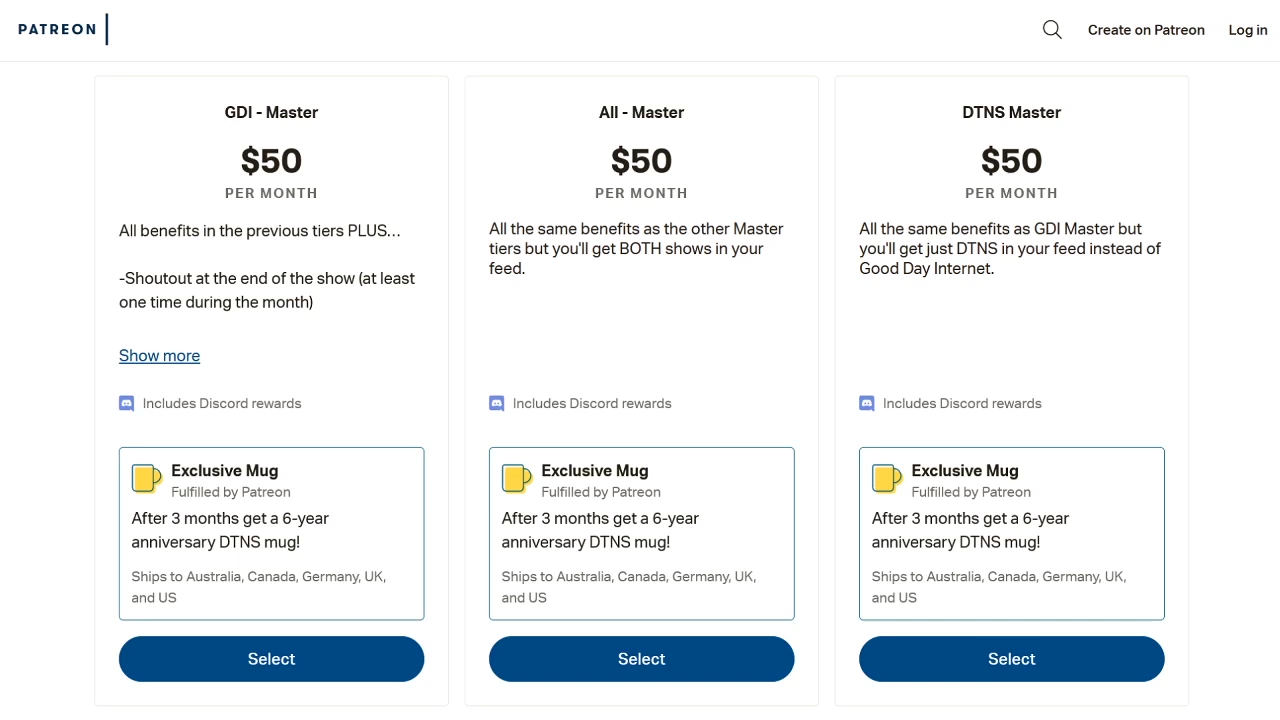 PATREON
Create on Patreon
Log in
GDI - Master
$50
PER MONTH
All benefits in the previous tiers PLUS…
-Shoutout at the end of the show (at least
one time during the month)
Show more
Includes Discord rewards
Exclusive Mug
Fulfilled by Patreon
After 3 months get a 6-year
anniversary DTNS mug!
Ships to Australia, Canada, Germany, UK,
and US
Select
All - Master
$50
PER MONTH
All the same benefits as the other Master
tiers but you'll get BOTH shows in your
feed.
Includes Discord rewards
Exclusive Mug
Fulfilled by Patreon
After 3 months get a 6-year
anniversary DTNS mug!
Ships to Australia, Canada, Germany, UK,
and US
Select
DTNS Master
$50
PER MONTH
All the same benefits as GDI Master but
you'll get just DTNS in your feed instead of
Good Day Internet.
Includes Discord rewards
Exclusive Mug
Fulfilled by Patreon
After 3 months get a 6-year
anniversary DTNS mug!
Ships to Australia, Canada, Germany, UK,
and US
Select